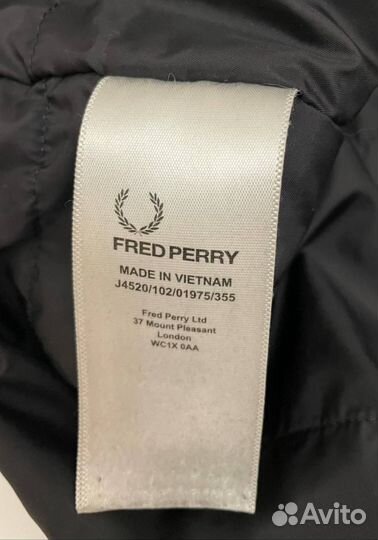 FRED PERRY
MADE IN VIETNAM
J4520/102/01975/355
Fred Perry Ltd
37 Mount Pleasant
London
WC1X 0AA
Avito